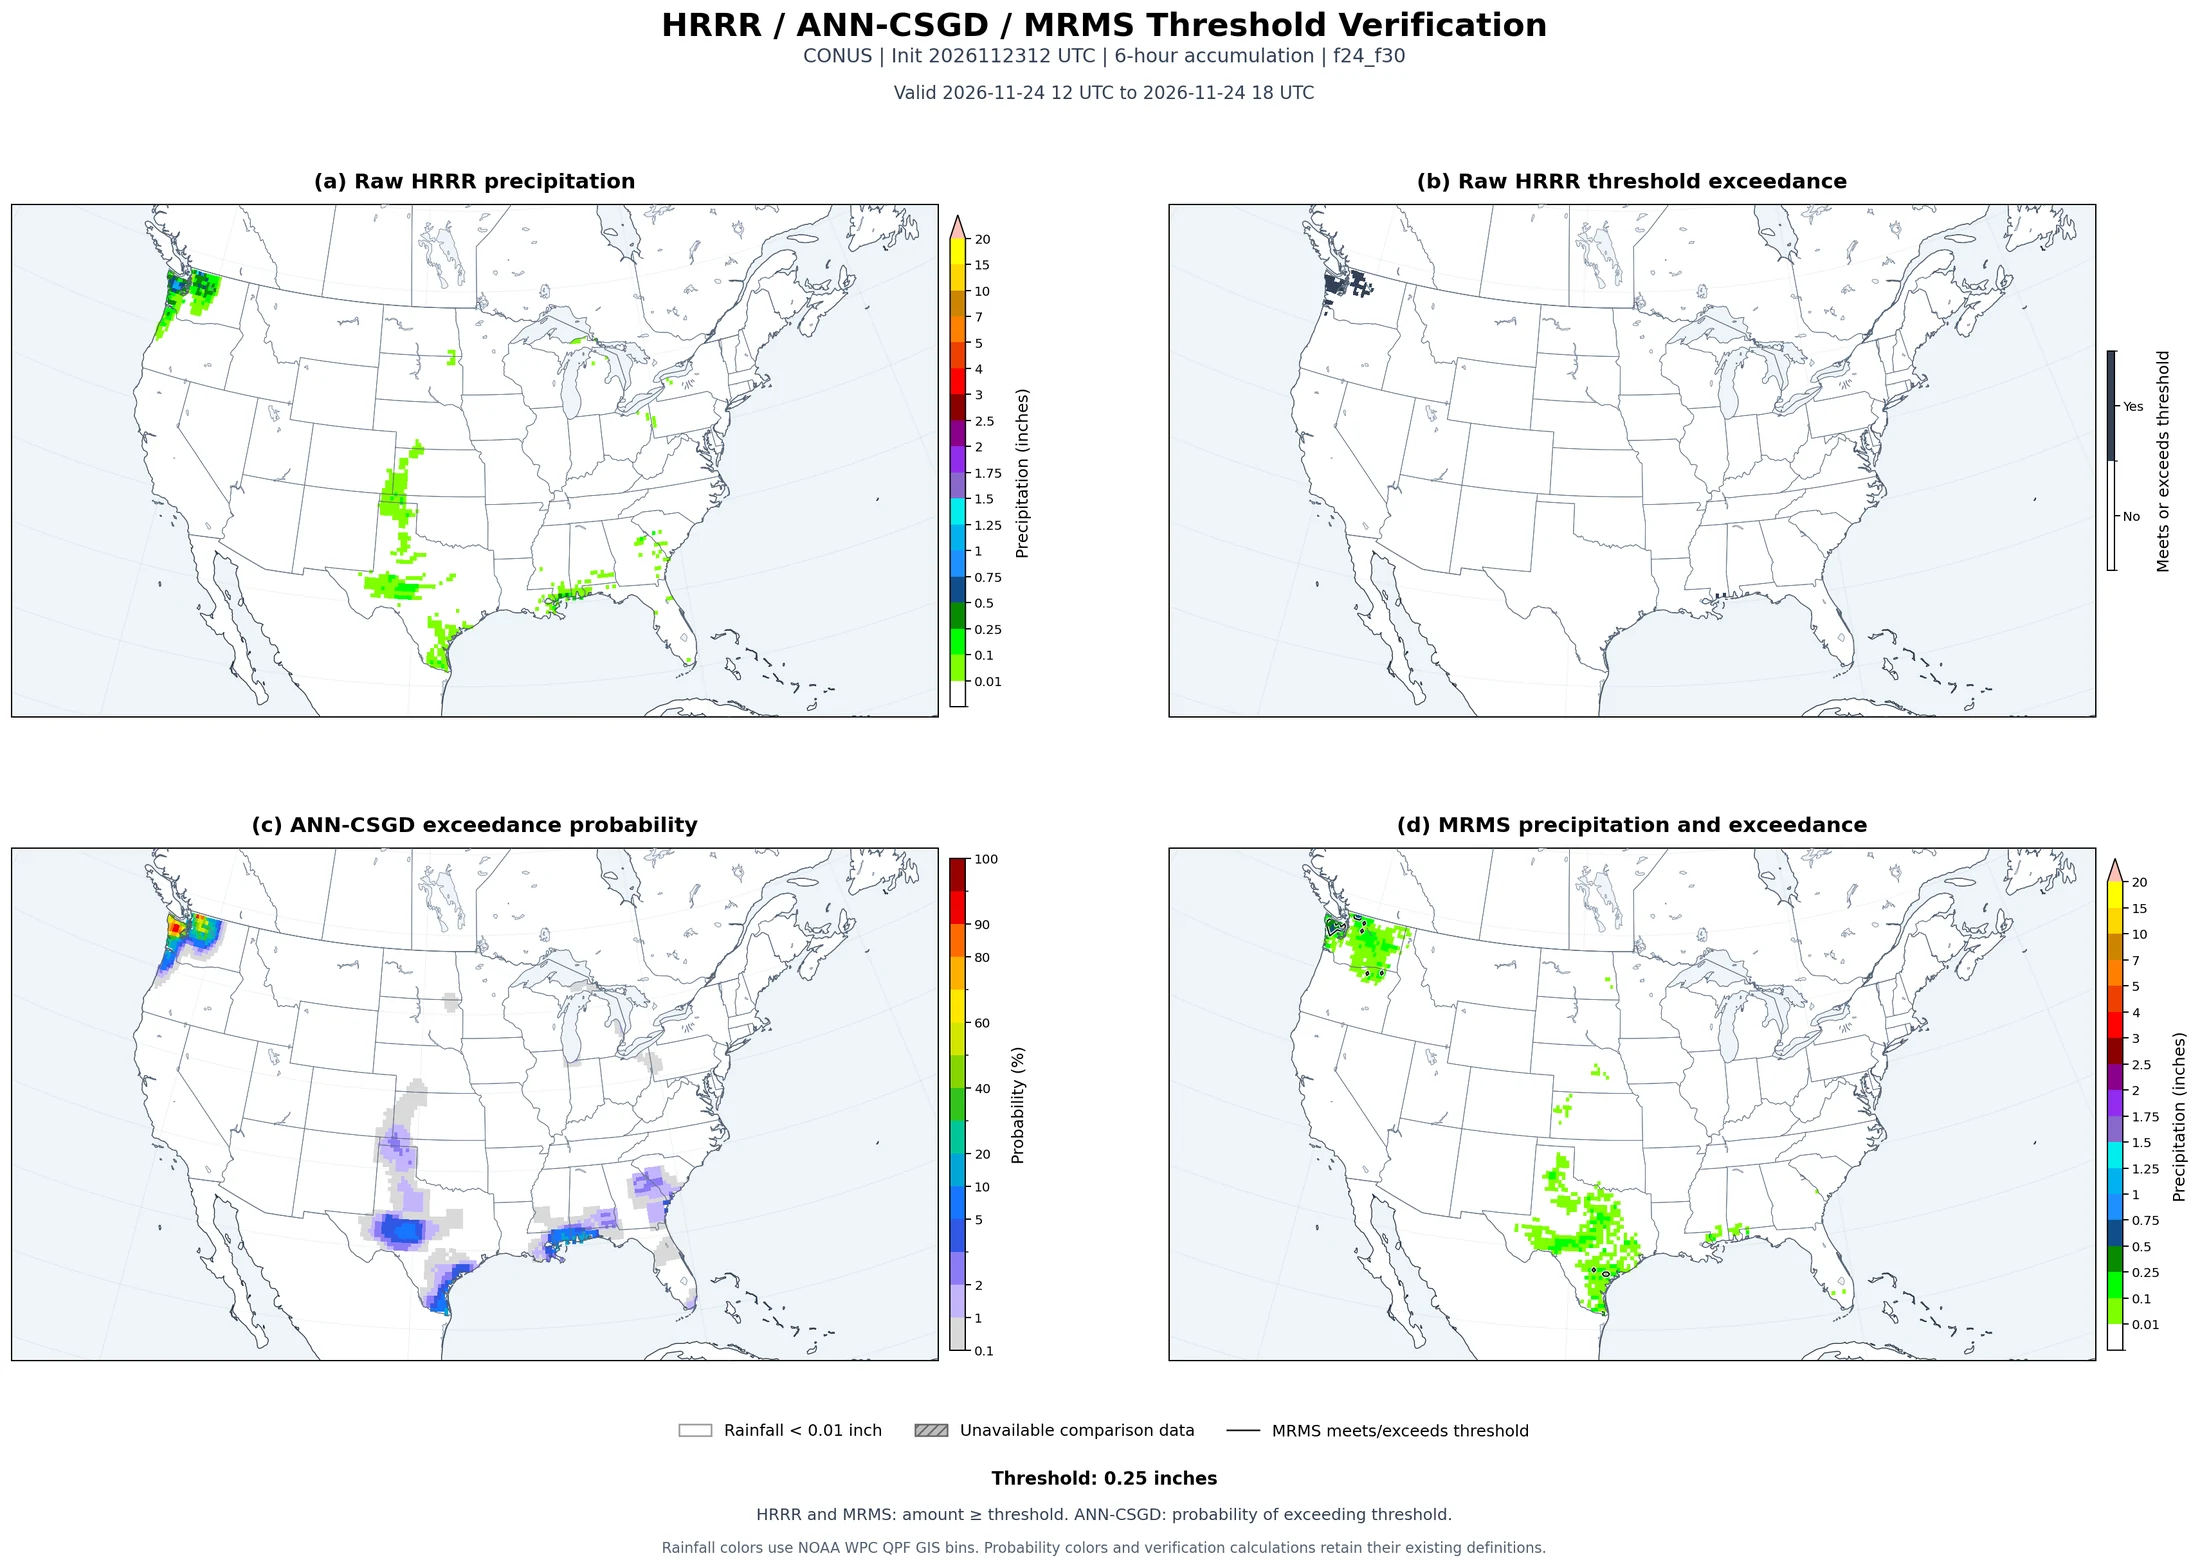 HRRR / ANN-CSGD / MRMS Threshold Verification
CONUS | Init 2026112312 UTC | 6-hour accumulation | f24_f30
Valid 2026-11-24 12 UTC to 2026-11-24 18 UTC
(a) Raw HRRR precipitation
20
15
10
7
5
4
3
2.5
2
1.75
1.5
1.25
1
0.75
0.5
0.25
0.1
0.01
Precipitation (inches)
(b) Raw HRRR threshold exceedance
Yes
No
Meets or exceeds threshold
(c) ANN-CSGD exceedance probability
100
90
80
60
40
20
10
5
2
1
0.1
Probability (%)
(d) MRMS precipitation and exceedance
20
15
10
7
5
4
3
2.5
2
1.75
1.5
1.25
1
0.75
0.5
0.25
0.1
0.01
Precipitation (inches)
Rainfall < 0.01 inch
Unavailable comparison data
MRMS meets/exceeds threshold
Threshold: 0.25 inches
HRRR and MRMS: amount ≥ threshold. ANN-CSGD: probability of exceeding threshold.
Rainfall colors use NOAA WPC QPF GIS bins. Probability colors and verification calculations retain their existing definitions.